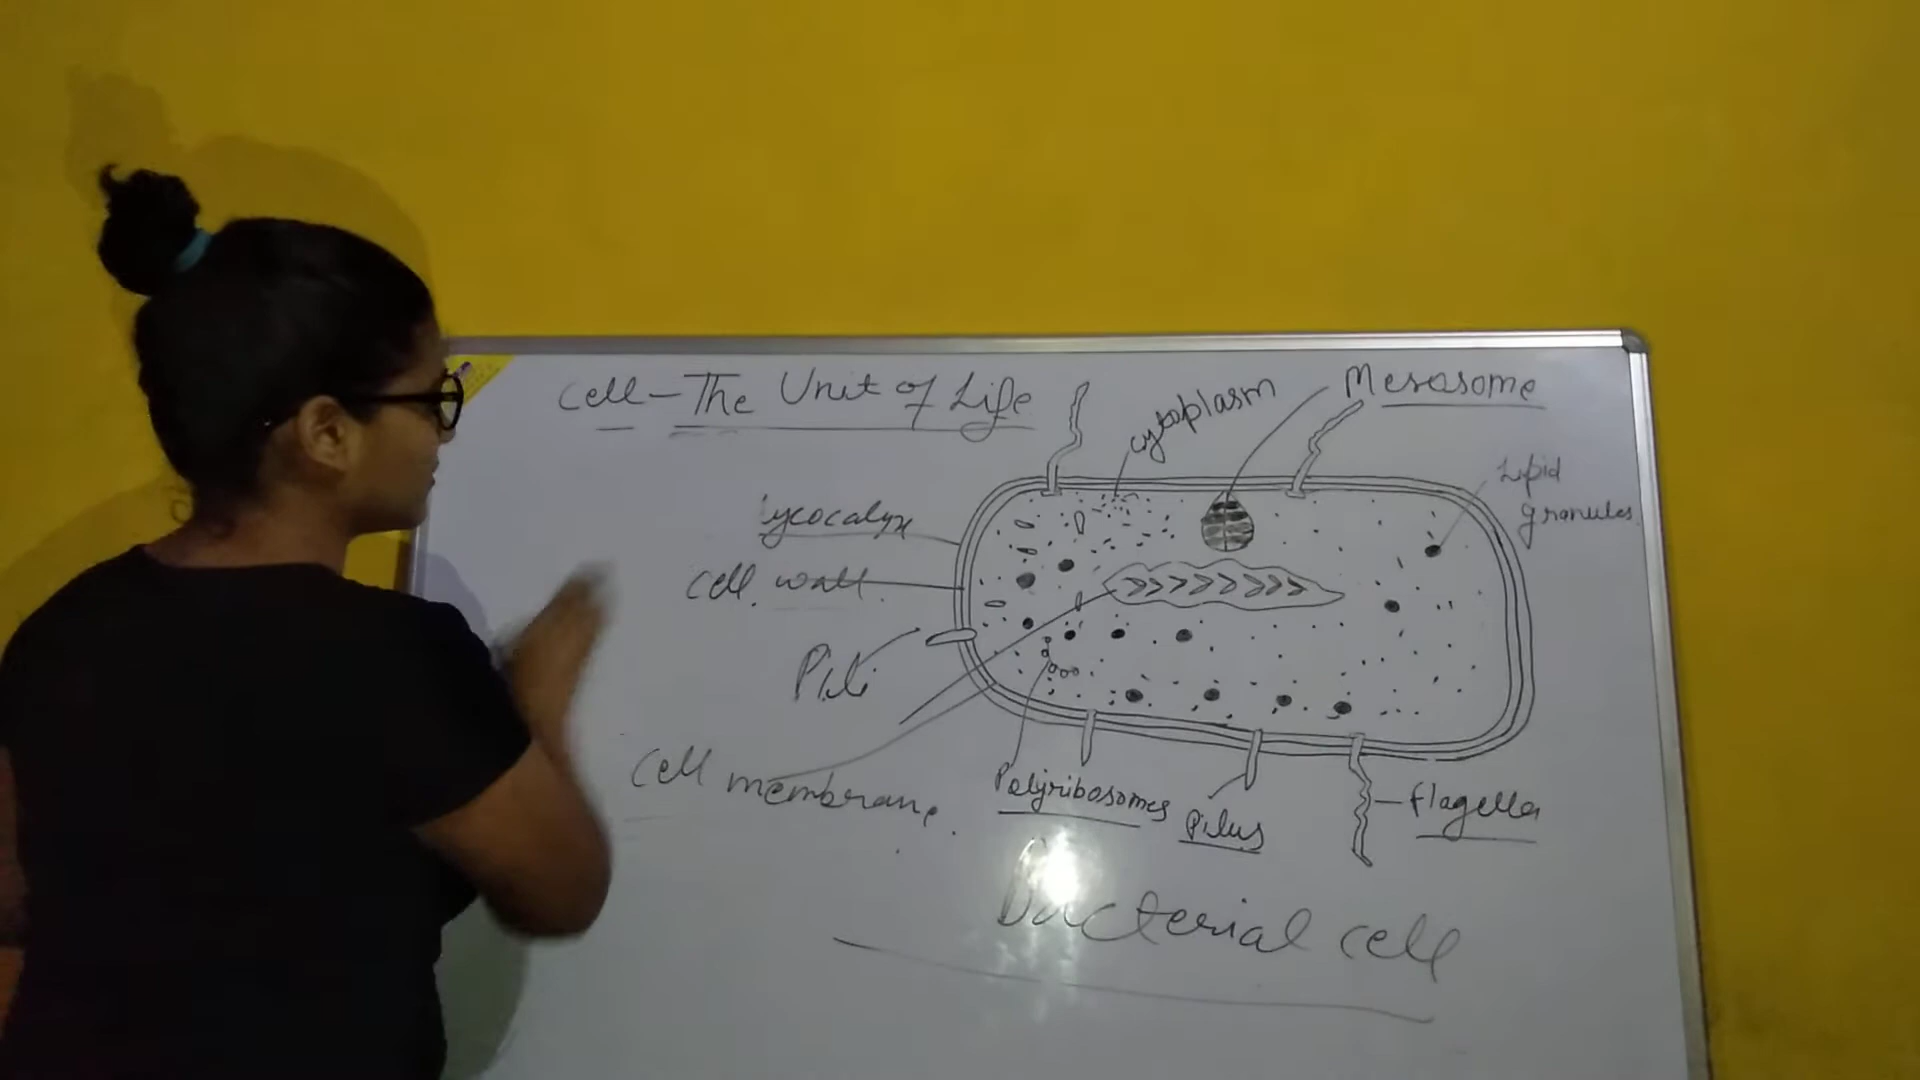 Cell - The Unit of Life
cytoplasm
Mesosome
Lipid
granules
lycocalyx
cell wall
Pili
cell membrane.
Polyribosomes
Pilus
flagella
Bacterial cell